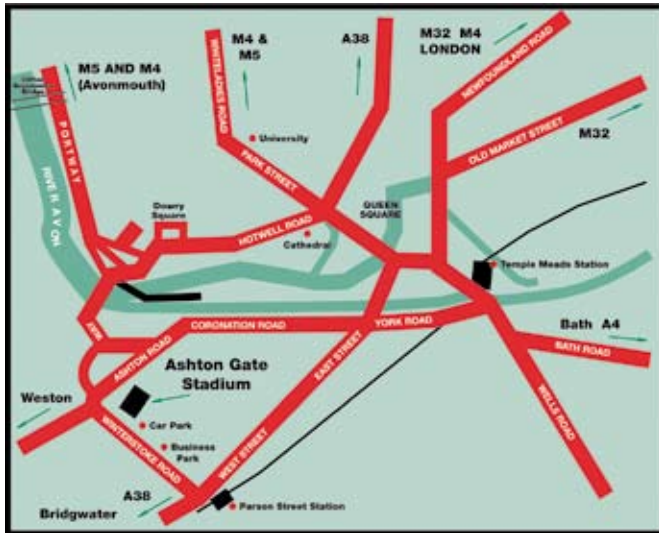 M4 &
M5
A38
M32 M4
LONDON
M5 AND M4
(Avonmouth)
WHITELADIES ROAD
NEWFOUNDLAND ROAD
PORTWAY
University
OLD MARKET STREET
M32
PARK STREET
RIVER AVON
Dowry
Square
QUEEN
SQUARE
HOTWELL ROAD
Cathedral
Temple Meads Station
WAY
CORONATION ROAD
YORK ROAD
Bath A4
ASHTON ROAD
BATH ROAD
Ashton Gate
Stadium
EAST STREET
Weston
WELLS ROAD
Car Park
WINTERSTOKE ROAD
Business
Park
WEST STREET
A38
Bridgwater
Parson Street Station